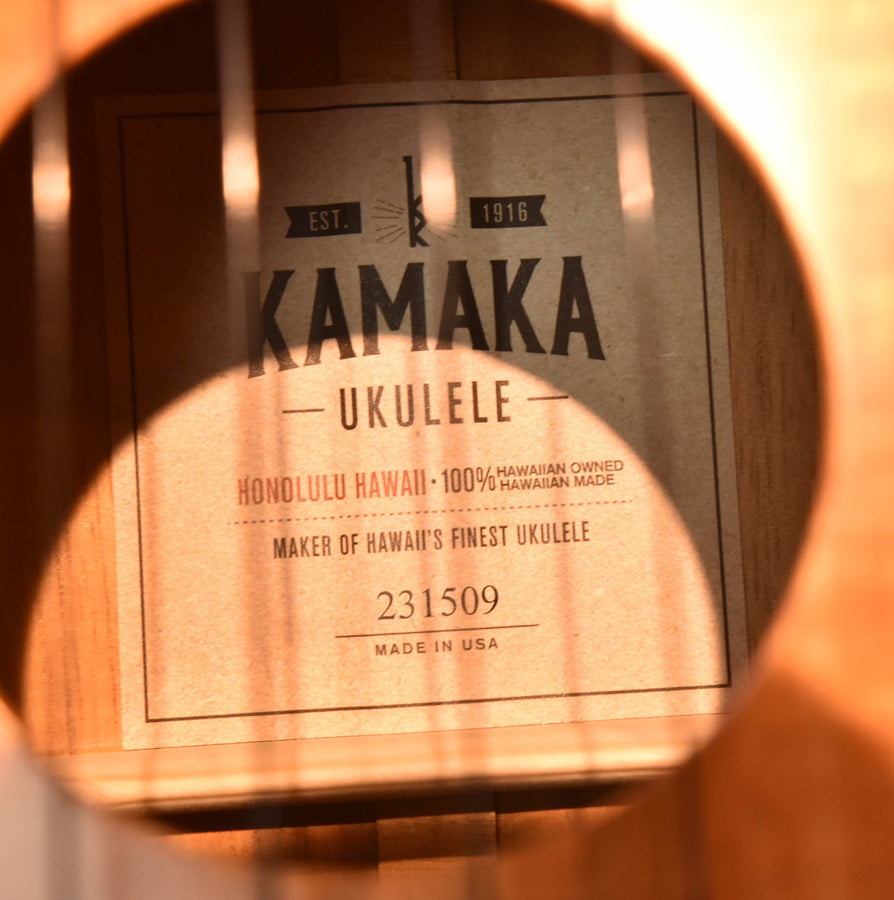 EST. 1916
KAMAKA
UKULELE
HONOLULU HAWAII · 100% HAWAIIAN OWNED
HAWAIIAN MADE
MAKER OF HAWAII'S FINEST UKULELE
231509
MADE IN USA